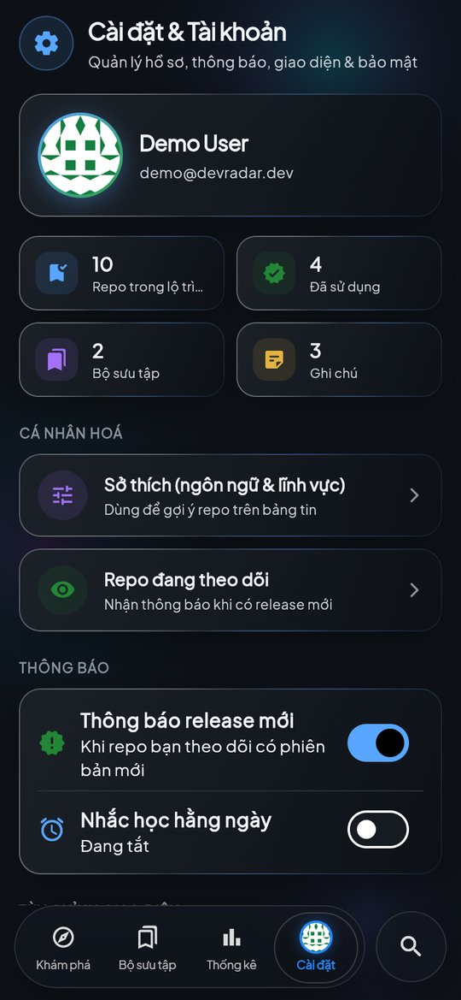 Cài đặt & Tài khoản
Quản lý hồ sơ, thông báo, giao diện & bảo mật
Demo User
demo@devradar.dev
10
Repo trong lộ trì...
4
Đã sử dụng
2
Bộ sưu tập
3
Ghi chú
CÁ NHÂN HOÁ
Sở thích (ngôn ngữ & lĩnh vực)
Dùng để gợi ý repo trên bảng tin
Repo đang theo dõi
Nhận thông báo khi có release mới
THÔNG BÁO
Thông báo release mới
Khi repo bạn theo dõi có phiên
bản mới
Nhắc học hằng ngày
Đang tắt
Khám phá
Bộ sưu tập
Thống kê
Cài đặt